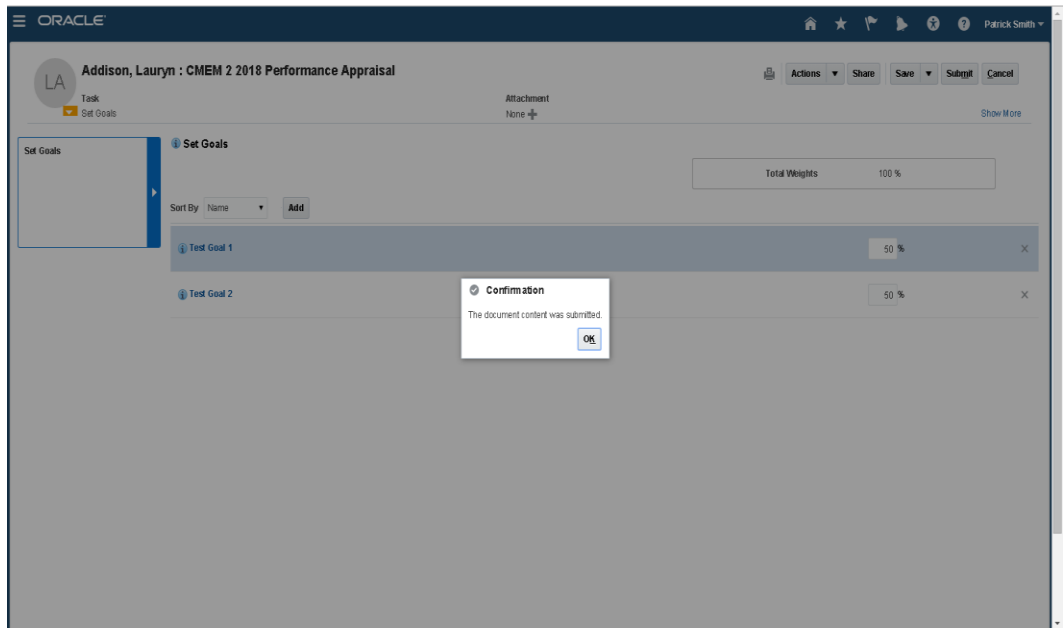 ORACLE
Patrick Smith
LA
Addison, Lauryn : CMEM 2 2018 Performance Appraisal
Actions Share Save Submit Cancel
Task
Set Goals
Attachment
None
Show More
Set Goals
Set Goals
Total Weights 100 %
Sort By Name Add
Test Goal 1 50 %
Test Goal 2 50 %
Confirmation
The document content was submitted.
OK